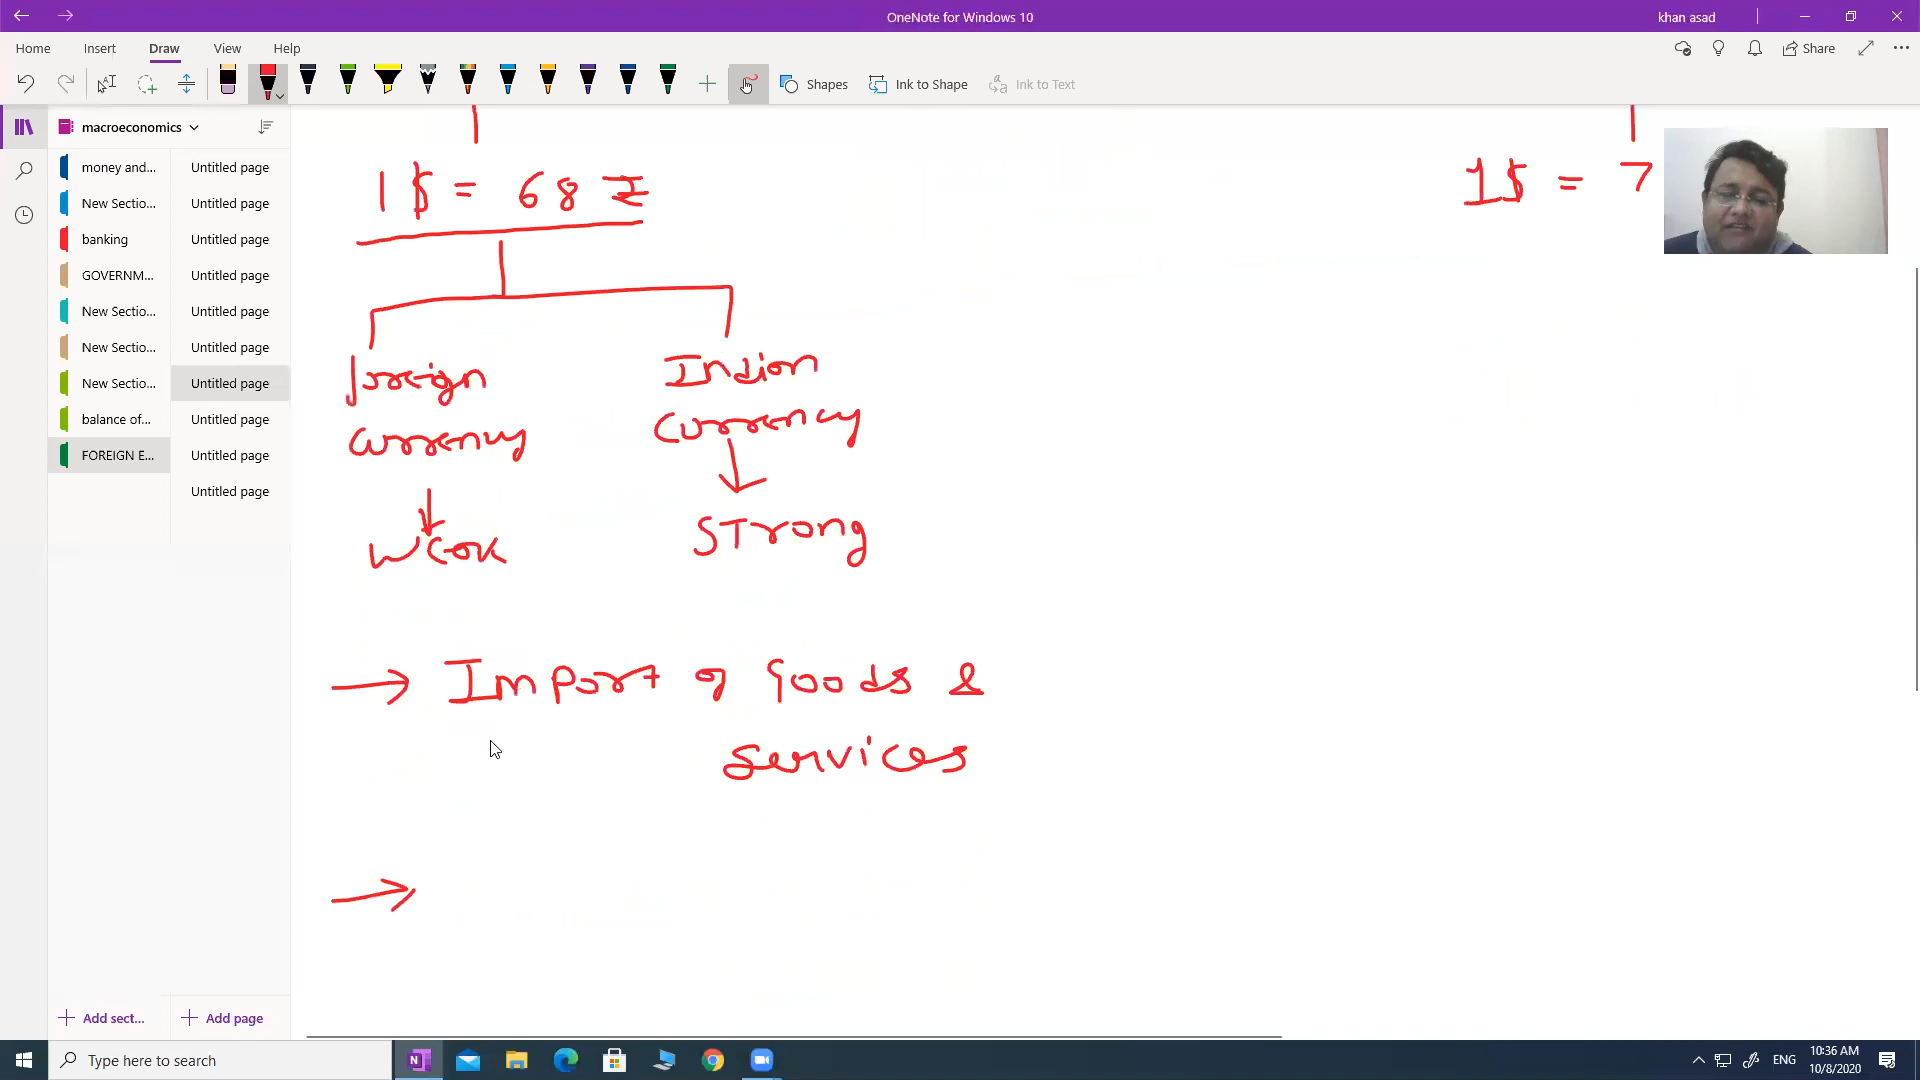 OneNote for Windows 10
khan asad
Home
Insert
Draw
View
Help
Share
Shapes
Ink to Shape
Ink to Text
macroeconomics
money and...
New Sectio...
banking
GOVERNM...
New Sectio...
New Sectio...
New Sectio...
balance of...
FOREIGN E...
Untitled page
Untitled page
Untitled page
Untitled page
Untitled page
Untitled page
Untitled page
Untitled page
Untitled page
Untitled page
1 $ = 68 ₹
1$ = 7
foreign
currency
Indian
currency
Weak
STrong
→ Import of goods &
services
→
+ Add sect...
+ Add page
Type here to search
ENG
10:36 AM
10/8/2020